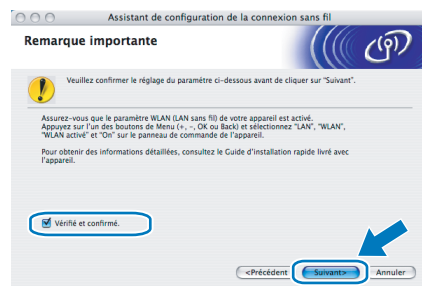 Assistant de configuration de la connexion sans fil
Remarque importante
Veuillez confirmer le réglage du paramètre ci-dessous avant de cliquer sur "Suivant".
Assurez-vous que le paramètre WLAN (LAN sans fil) de votre appareil est activé.
Appuyez sur l'un des boutons de Menu (+, -, OK ou Back) et sélectionnez "LAN", "WLAN",
"WLAN activé" et "On" sur le panneau de commande de l'appareil.
Pour obtenir des informations détaillées, consultez le Guide d'installation rapide livré avec
l'appareil.
Vérifié et confirmé.
<Précédent Suivant> Annuler